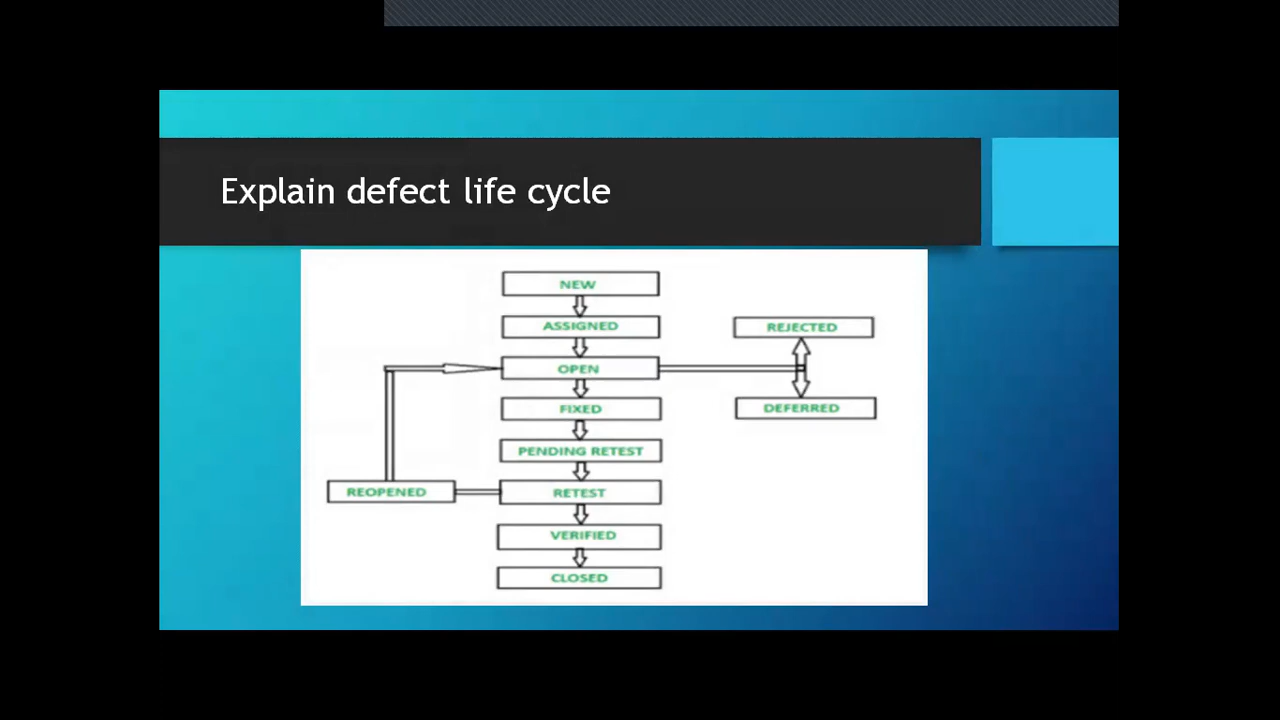 Explain defect life cycle
NEW
ASSIGNED
REJECTED
OPEN
FIXED
DEFERRED
PENDING RETEST
REOPENED
RETEST
VERIFIED
CLOSED